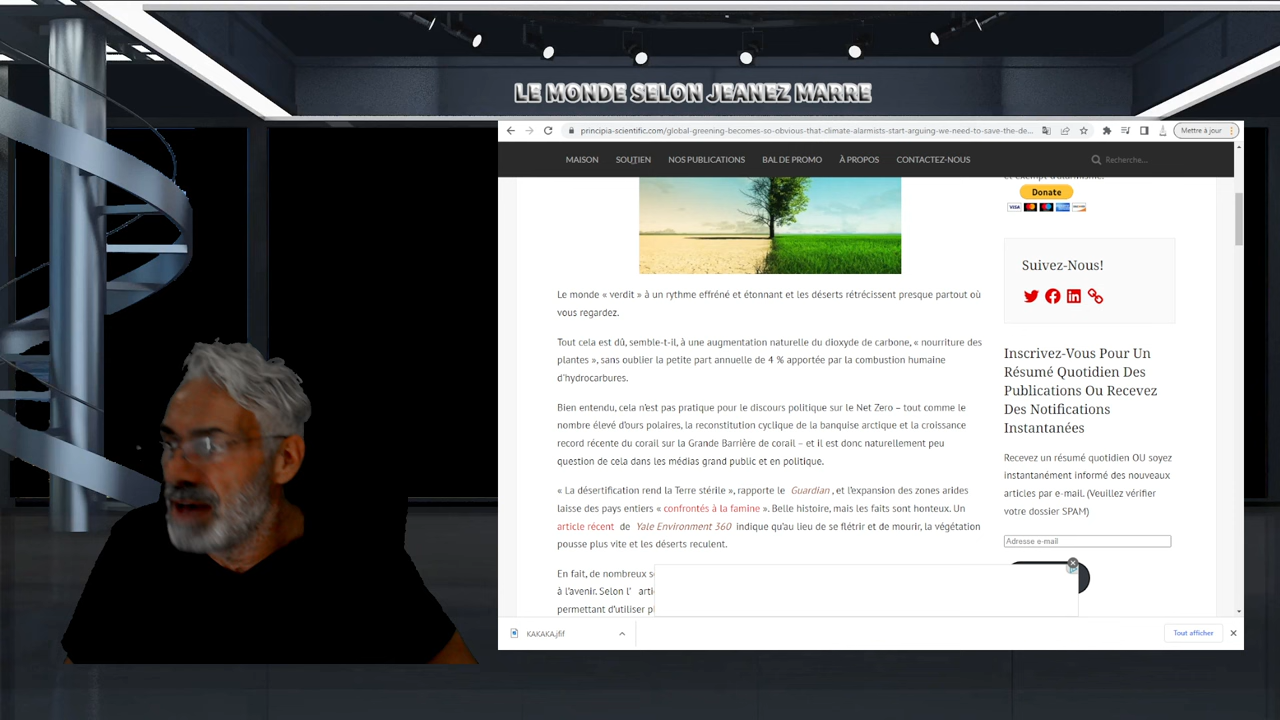 LE MONDE SELON JEANEZ MARRE
principia-scientific.com/global-greening-becomes-so-obvious-that-climate-alarmists-start-arguing-we-need-to-save-the-de...
Mettre à jour
MAISON SOUTIEN NOS PUBLICATIONS BAL DE PROMO À PROPOS CONTACTEZ-NOUS Recherche...
Le monde « verdit » à un rythme effréné et étonnant et les déserts rétrécissent presque partout où
vous regardez.
Tout cela est dû, semble-t-il, à une augmentation naturelle du dioxyde de carbone, « nourriture des
plantes », sans oublier la petite part annuelle de 4 % apportée par la combustion humaine
d'hydrocarbures.
Bien entendu, cela n'est pas pratique pour le discours politique sur le Net Zero – tout comme le
nombre élevé d'ours polaires, la reconstitution cyclique de la banquise arctique et la croissance
record récente du corail sur la Grande Barrière de corail – et il est donc naturellement peu
question de cela dans les médias grand public et en politique.
« La désertification rend la Terre stérile », rapporte le Guardian , et l'expansion des zones arides
laisse des pays entiers « confrontés à la famine ». Belle histoire, mais les faits sont honteux. Un
article récent de Yale Environment 360 indique qu'au lieu de se flétrir et de mourir, la végétation
pousse plus vite et les déserts reculent.
En fait, de nombreux s
à l'avenir. Selon l' arti
permettant d'utiliser pl
et exempt d'alarmisme.
Donate
VISA
Suivez-Nous!
Inscrivez-Vous Pour Un
Résumé Quotidien Des
Publications Ou Recevez
Des Notifications
Instantanées
Recevez un résumé quotidien OU soyez
instantanément informé des nouveaux
articles par e-mail. (Veuillez vérifier
votre dossier SPAM)
Adresse e-mail
KAKAKA.jfif
Tout afficher